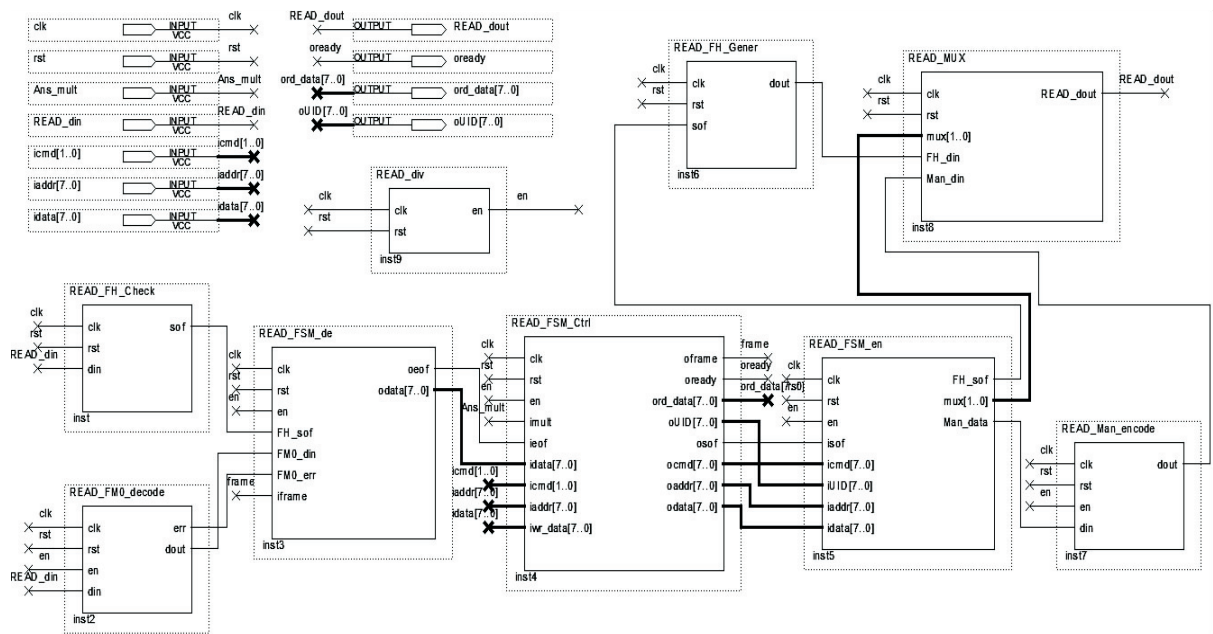 clk INPUT VCC clk
rst INPUT VCC rst
Ans_mult INPUT VCC Ans_mult
READ_din INPUT VCC READ_din
icmd[1..0] INPUT VCC icmd[1..0]
iaddr[7..0] INPUT VCC iaddr[7..0]
idata[7..0] INPUT VCC idata[7..0]
READ_dout OUTPUT READ_dout
oready OUTPUT oready
ord_data[7..0] OUTPUT ord_data[7..0]
oUID[7..0] OUTPUT oUID[7..0]
READ_div
clk clk en en
rst rst
inst9
READ_FH_Gener
clk clk dout
rst rst
sof
inst6
READ_MUX
clk clk READ_dout READ_dout
rst rst
mux[1..0]
FH_din
Man_din
inst8
READ_FH_Check
clk clk sof
rst rst
READ_din din
inst
READ_FM0_decode
clk clk err
rst rst dout
en en
READ_din din
inst2
READ_FSM_de
clk clk oeof
rst rst odata[7..0]
en en
FH_sof
FM0_din
FM0_err
frame iframe
inst3
READ_FSM_Ctrl
clk clk oframe frame
rst rst oready oready
en en ord_data[7..0]
Ans_mult imult oUID[7..0]
ieof osof
idata[7..0] ocmd[7..0]
icmd[1..0] icmd[1..0] oaddr[7..0]
iaddr[7..0] iaddr[7..0] odata[7..0]
idata[7..0] iwr_data[7..0]
inst4
READ_FSM_en
clk clk FH_sof
rst mux[1..0]
en en Man_data
isof
icmd[7..0]
iUID[7..0]
iaddr[7..0]
idata[7..0]
inst5
READ_Man_encode
clk clk dout
rst rst
en en
din
inst7